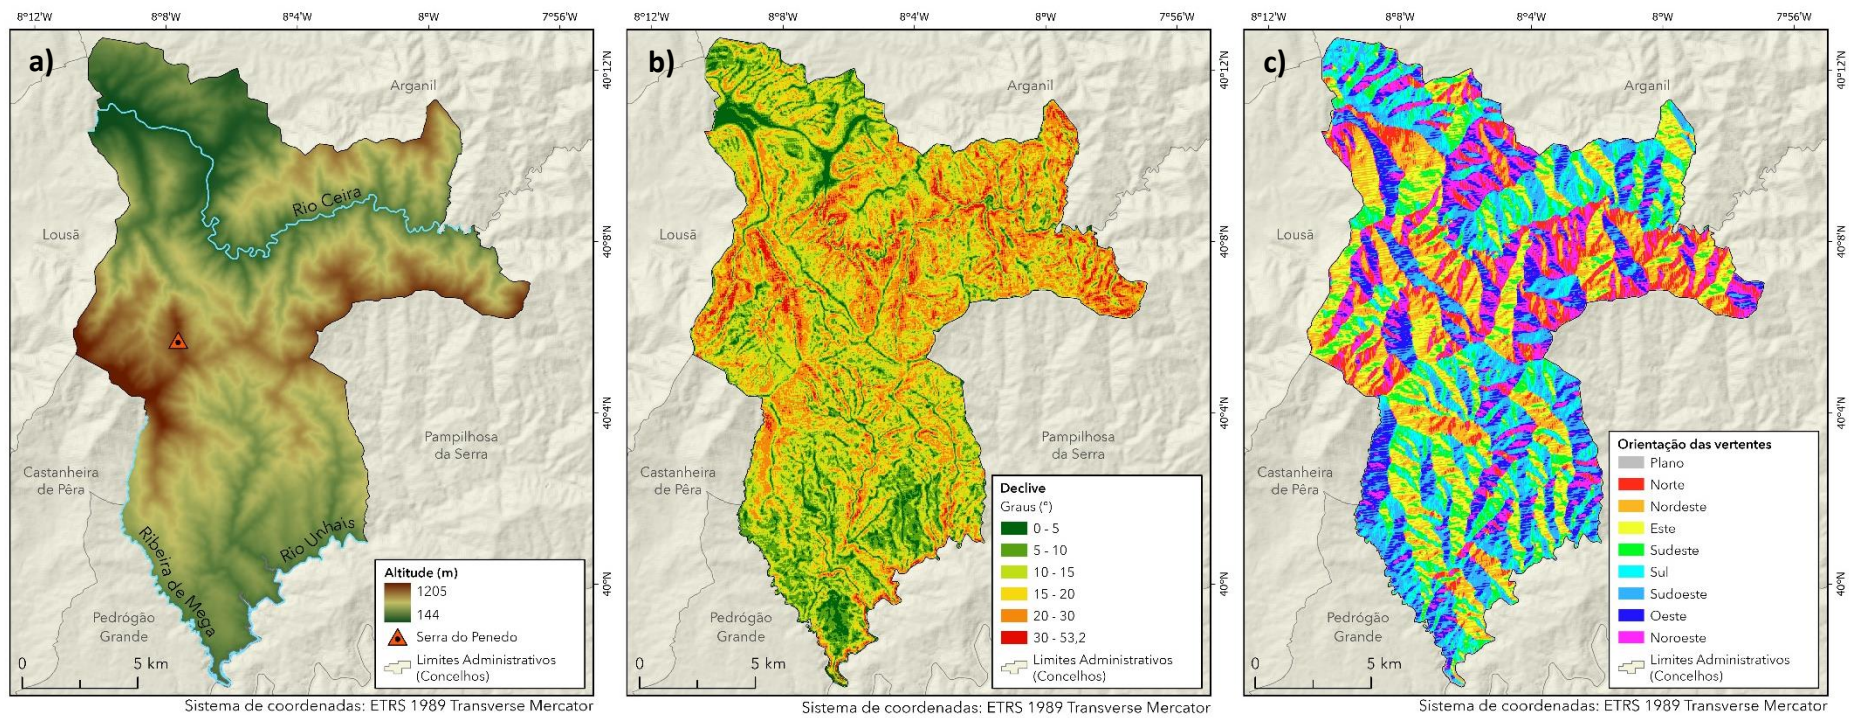 8°12'W 8°8'W 8°4'W 8°W 7°56'W
a)
40°12'N
Arganil
Rio Ceira
Lousã
40°8'N
40°4'N
Pampilhosa
da Serra
Castanheira
de Pêra
Ribeira de Mega
Rio Unhais
40°N
Pedrógão
Grande
Altitude (m)
1205
144
Serra do Penedo
Limites Administrativos
(Concelhos)
0 5 km
Sistema de coordenadas: ETRS 1989 Transverse Mercator
8°12'W 8°8'W 8°4'W 8°W 7°56'W
b)
40°12'N
Arganil
Lousã
40°8'N
40°4'N
Pampilhosa
da Serra
Castanheira
de Pêra
40°N
Pedrógão
Grande
Declive
Graus (°)
0 - 5
5 - 10
10 - 15
15 - 20
20 - 30
30 - 53,2
Limites Administrativos
(Concelhos)
0 5 km
Sistema de coordenadas: ETRS 1989 Transverse Mercator
8°12'W 8°8'W 8°4'W 8°W 7°56'W
c)
40°12'N
Arganil
Lousã
40°8'N
40°4'N
Castanheira
de Pêra
40°N
Pedrógão
Grande
Orientação das vertentes
Plano
Norte
Nordeste
Este
Sudeste
Sul
Sudoeste
Oeste
Noroeste
Limites Administrativos
(Concelhos)
0 5 km
Sistema de coordenadas: ETRS 1989 Transverse Mercator